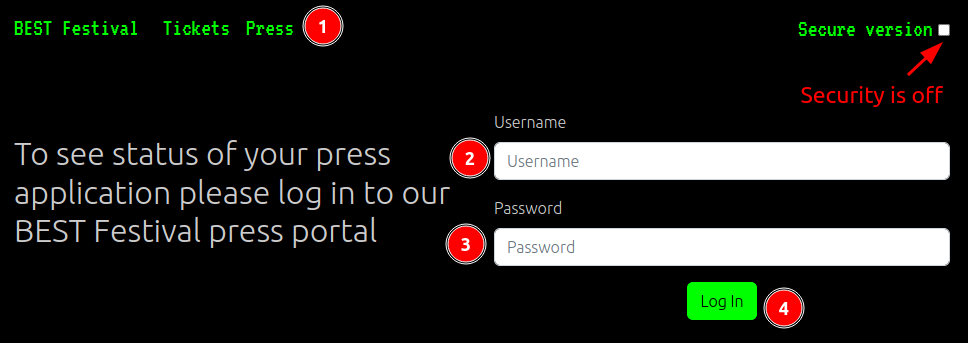 BEST Festival Tickets Press 1 Secure version
Security is off
Username
To see status of your press
application please log in to our
BEST Festival press portal
2 Username
Password
3 Password
Log In 4